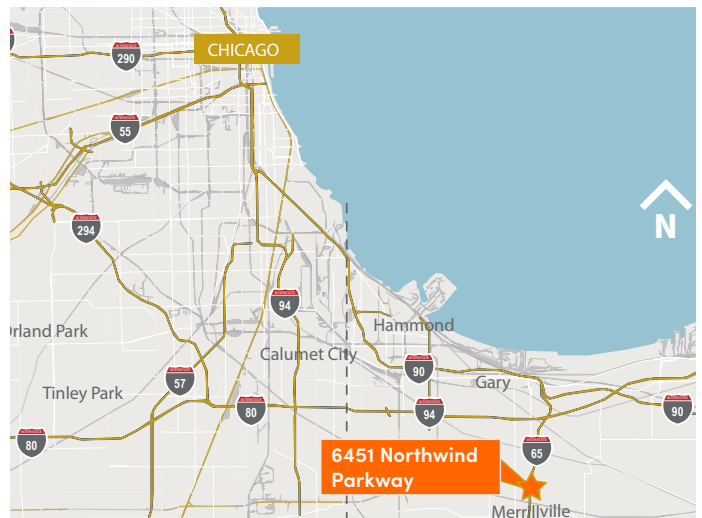 CHICAGO
290
55
294
94
Orland Park
Hammond
Calumet City
90
57
Gary
Tinley Park
80
94
90
80
65
6451 Northwind
Parkway
Merrillville
N